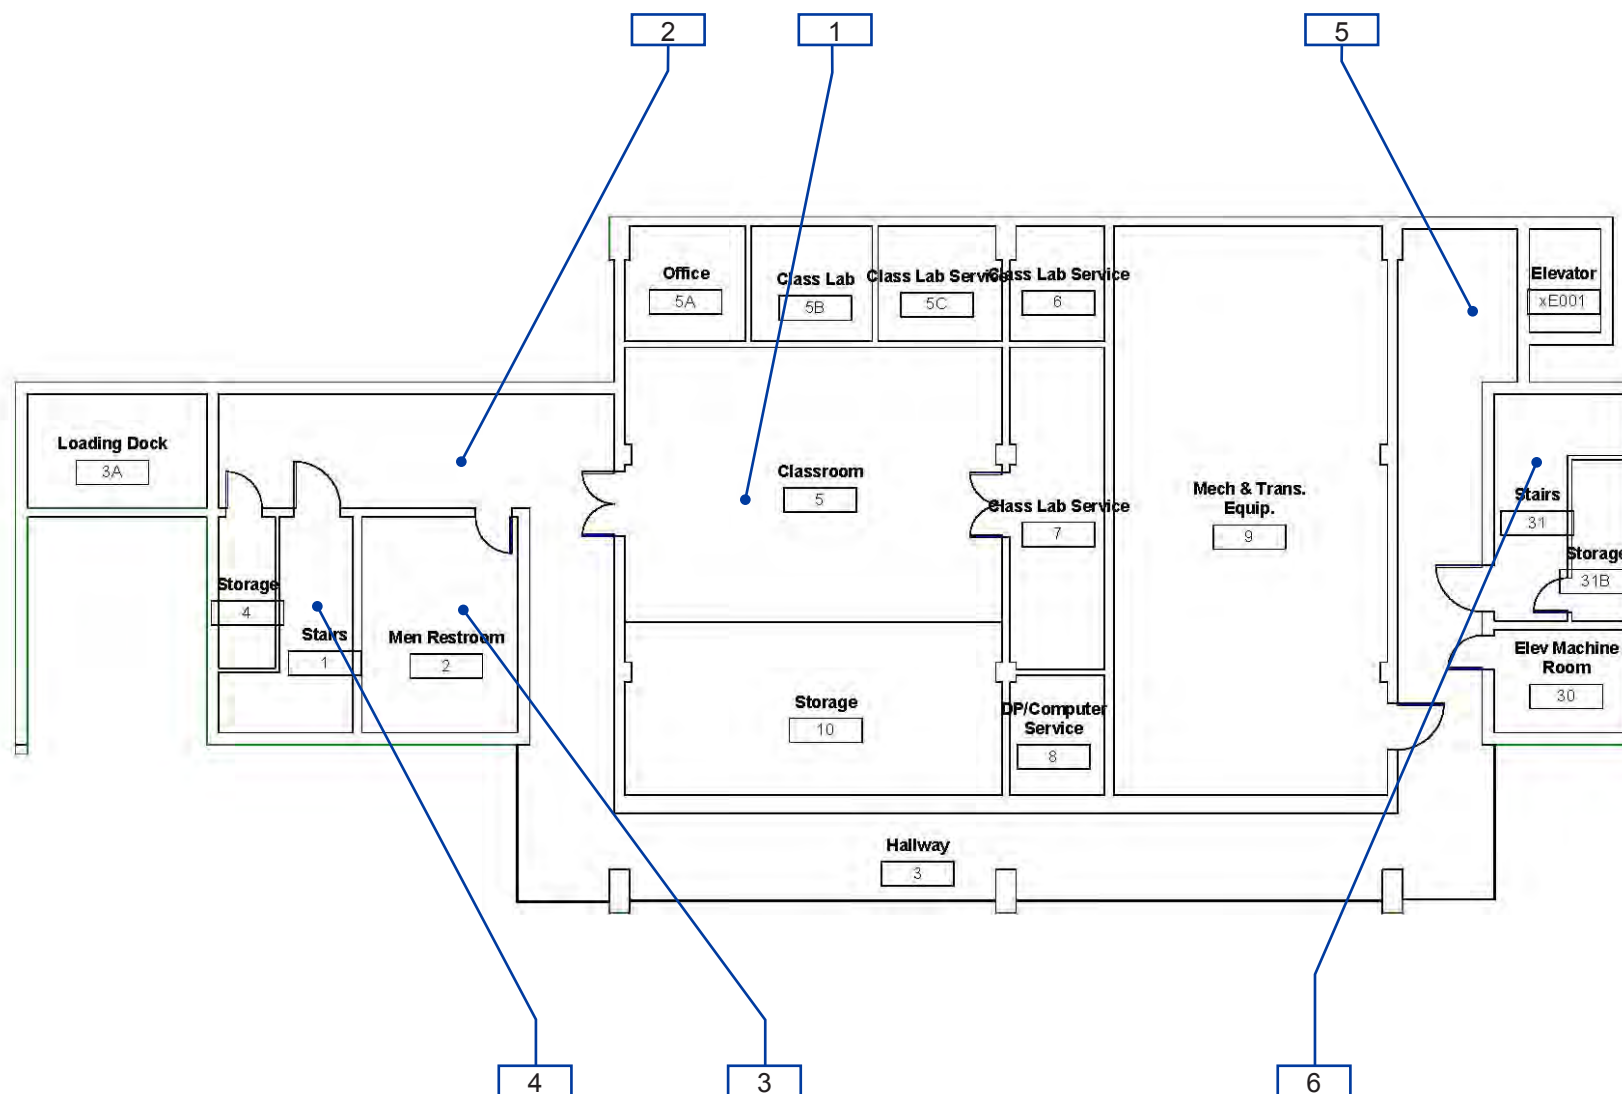 2
1
5
Office
5A
Class Lab
5B
Class Lab Service
5C
Class Lab Service
6
Elevator
xE001
Loading Dock
3A
Classroom
5
Class Lab Service
7
Mech & Trans.
Equip.
9
Stairs
31
Storage
31B
Storage
4
Stairs
1
Men Restroom
2
Elev Machine
Room
30
Storage
10
DP/Computer
Service
8
Hallway
3
4
3
6